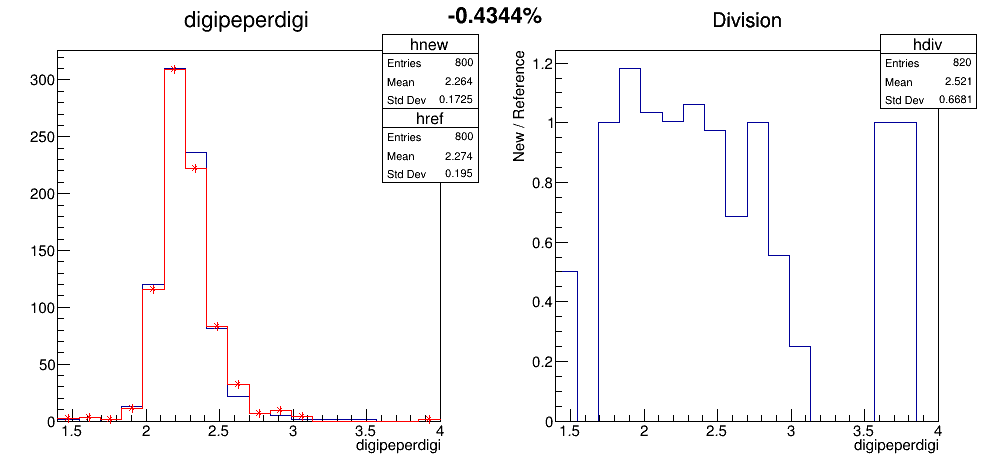 digipeperdigi
-0.4344%
Division
hnew
Entries 800
Mean 2.264
Std Dev 0.1725
href
Entries 800
Mean 2.274
Std Dev 0.195
300
250
200
150
100
50
0
1.5 2 2.5 3 3.5 4
digipeperdigi
hdiv
Entries 820
Mean 2.521
Std Dev 0.6681
New / Reference
1.2
1
0.8
0.6
0.4
0.2
0
1.5 2 2.5 3 3.5 4
digipeperdigi